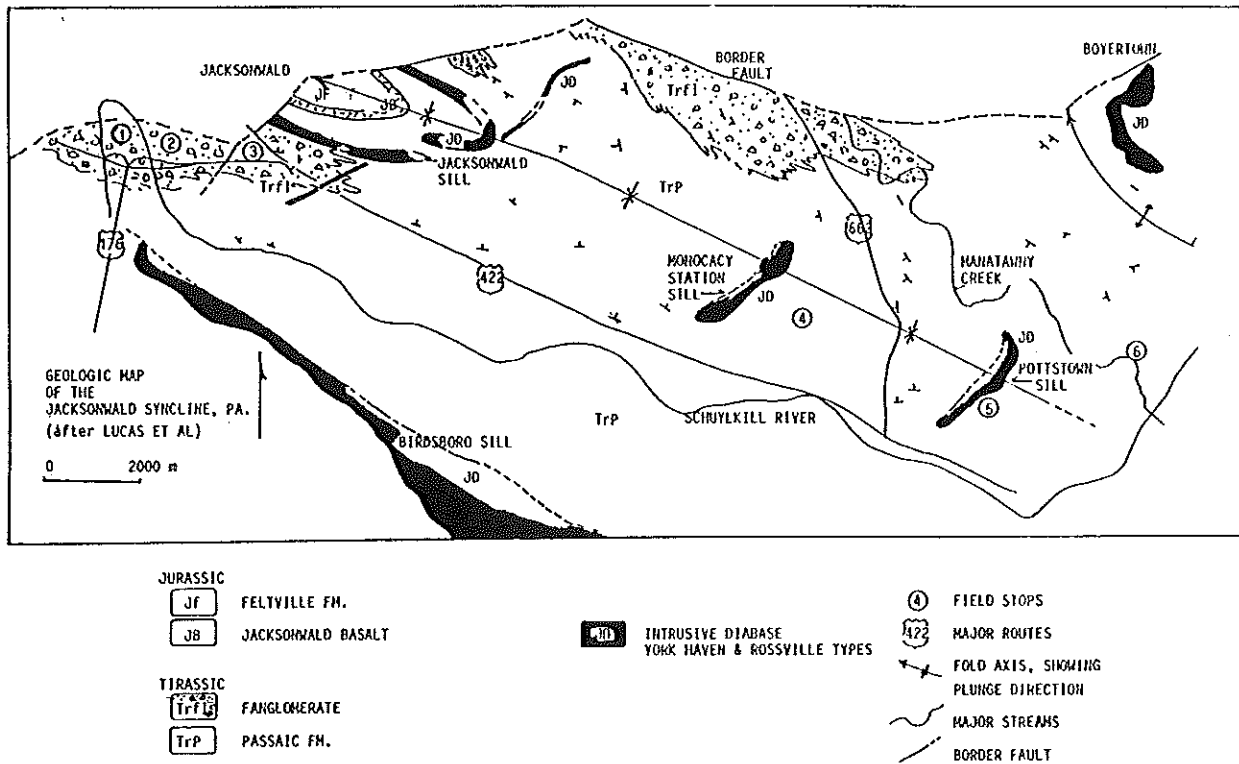 BOYERTOWN
JACKSONWALD
BORDER
FAULT
JD
JF
JB
Trfl
JD
1
2
3
JD
JACKSONWALD
SILL
TrP
Trfl
663
176
422
MONOCACY
STATION
SILL
JD
MANATAWNY
CREEK
4
JD
6
POTTSTOWN
SILL
5
GEOLOGIC MAP
OF THE
JACKSONWALD SYNCLINE, PA.
(after LUCAS ET AL)
0 2000 m
BIRDSBORO SILL
JD
TrP
SCHUYLKILL RIVER
JURASSIC
Jf FELTVILLE FM.
JB JACKSONWALD BASALT
TIRASSIC
Trfl FANGLOMERATE
TrP PASSAIC FM.
JD INTRUSIVE DIABASE
YORK HAVEN & ROSSVILLE TYPES
4 FIELD STOPS
422 MAJOR ROUTES
FOLD AXIS, SHOWING
PLUNGE DIRECTION
MAJOR STREAMS
BORDER FAULT